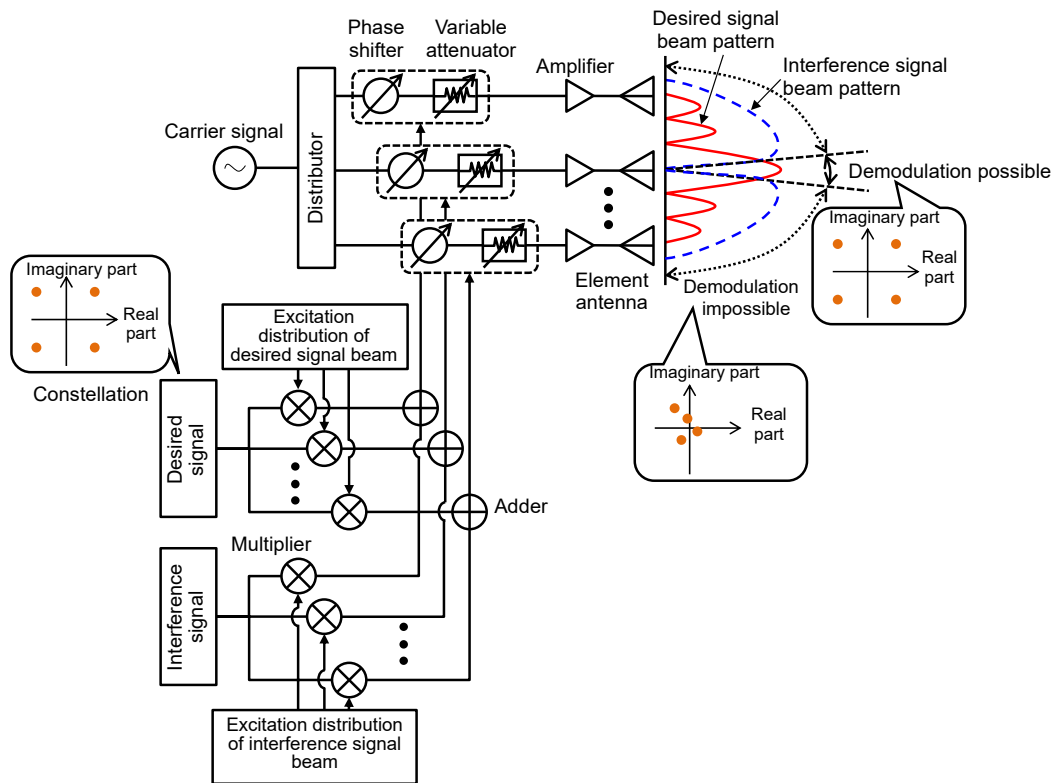 Phase
shifter
Variable
attenuator
Desired signal
beam pattern
Amplifier
Interference signal
beam pattern
Carrier signal
Distributor
Demodulation possible
Imaginary part
Real
part
Element
antenna
Demodulation
impossible
Imaginary part
Real
part
Constellation
Excitation
distribution of
desired signal beam
Imaginary part
Real
part
Desired
signal
Adder
Multiplier
Interference
signal
Excitation distribution
of interference signal
beam